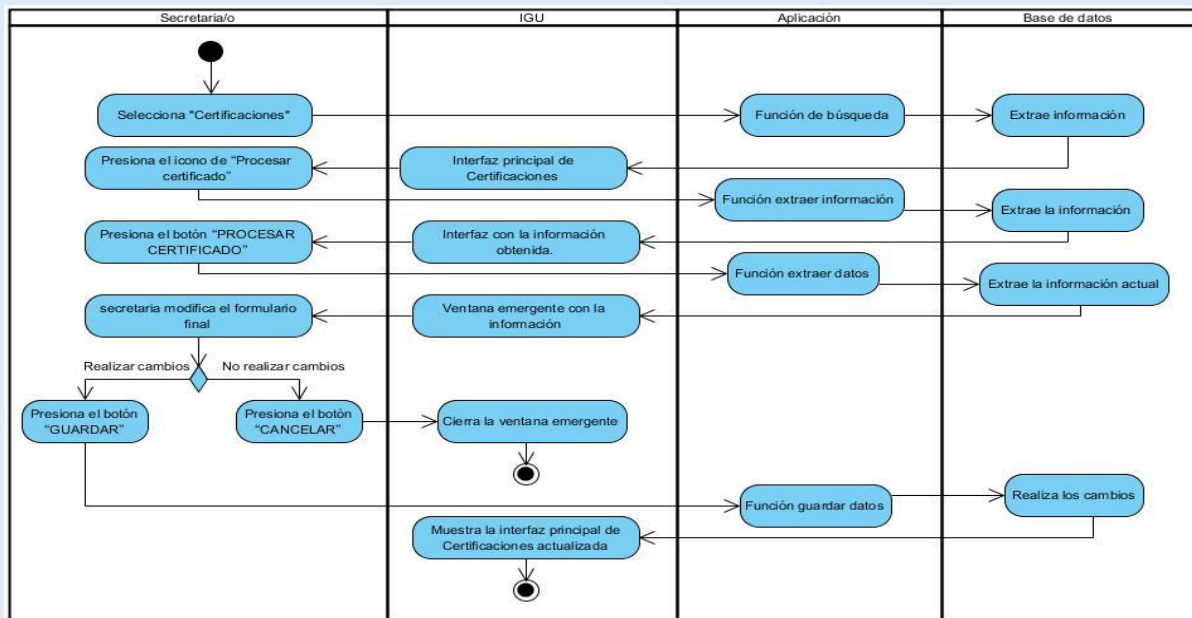 Secretaria/o
IGU
Aplicación
Base de datos
Selecciona "Certificaciones"
Función de búsqueda
Extrae información
Presiona el icono de “Procesar
certificado”
Interfaz principal de
Certificaciones
Función extraer información
Extrae la información
Presiona el botón “PROCESAR
CERTIFICADO”
Interfaz con la información
obtenida.
Función extraer datos
Extrae la información actual
secretaria modifica el formulario
final
Ventana emergente con la
información
Realizar cambios
No realizar cambios
Presiona el botón
“GUARDAR”
Presiona el botón
“CANCELAR”
Cierra la ventana emergente
Función guardar datos
Realiza los cambios
Muestra la interfaz principal de
Certificaciones actualizada